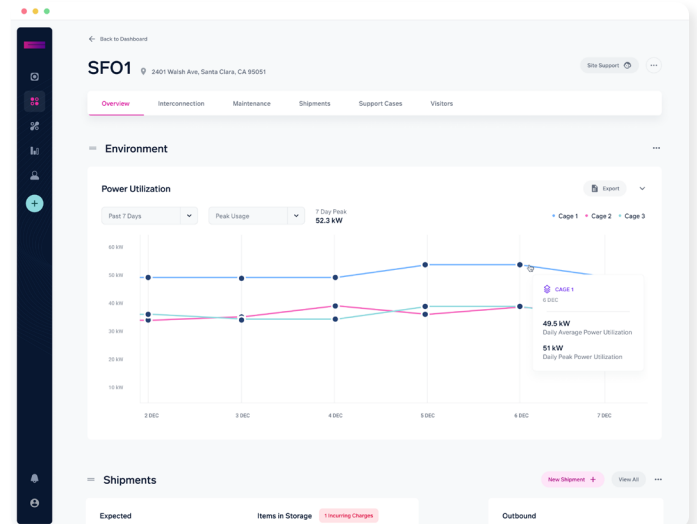 Back to Dashboard
SFO1
2401 Walsh Ave, Santa Clara, CA 95051
Site Support
Overview Interconnection Maintenance Shipments Support Cases Visitors
Environment
Power Utilization
Export
Past 7 Days
Peak Usage
7 Day Peak
52.3 kW
Cage 1 Cage 2 Cage 3
60 kW
50 kW
40 kW
30 kW
20 kW
10 kW
CAGE 1
6 DEC
49.5 kW
Daily Average Power Utilization
51 kW
Daily Peak Power Utilization
2 DEC 3 DEC 4 DEC 5 DEC 6 DEC 7 DEC
Shipments
New Shipment +
View All
Expected
Items in Storage
1 Incurring Charges
Outbound